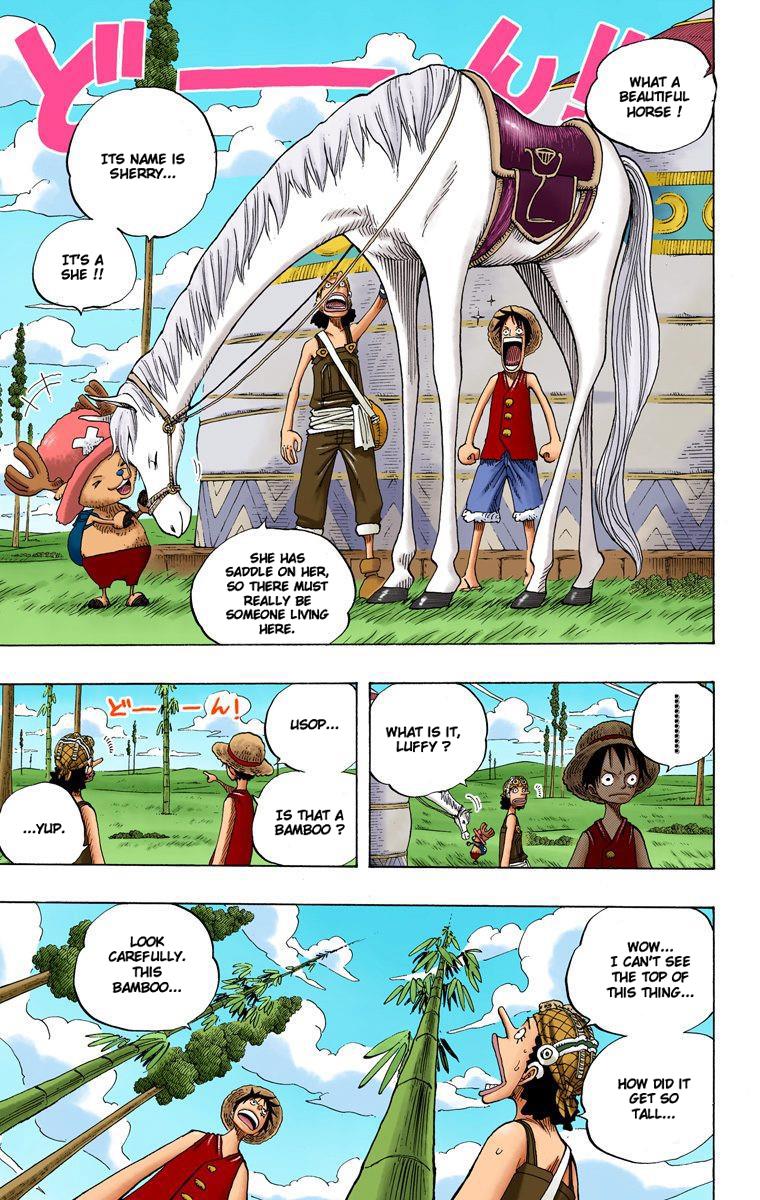 どーん!!
WHAT A
BEAUTIFUL
HORSE !
ITS NAME IS
SHERRY...
IT'S A
SHE !!
SHE HAS
SADDLE ON HER,
SO THERE MUST
REALLY BE
SOMEONE LIVING
HERE.
どーーん!
USOP...
IS THAT A
BAMBOO ?
...YUP.
..........
WHAT IS IT,
LUFFY ?
LOOK
CAREFULLY.
THIS
BAMBOO...
WOW...
I CAN'T SEE
THE TOP OF
THIS THING...
HOW DID IT
GET SO
TALL...